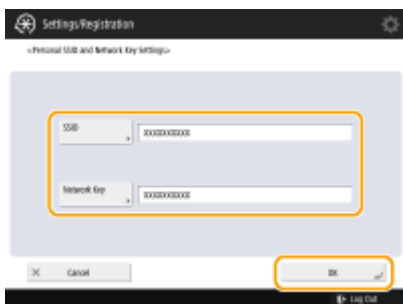 Settings/Registration
<Personal SSID and Network Key Settings>
SSID
XXXXXXXXXX
Network Key
XXXXXXXXXX
Cancel
OK
Log Out